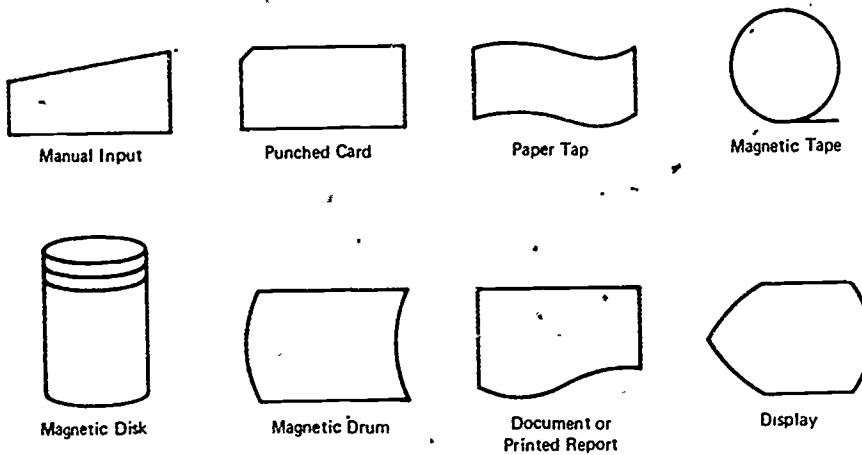 Manual Input
Punched Card
Paper Tap
Magnetic Tape
Magnetic Disk
Magnetic Drum
Document or
Printed Report
Display